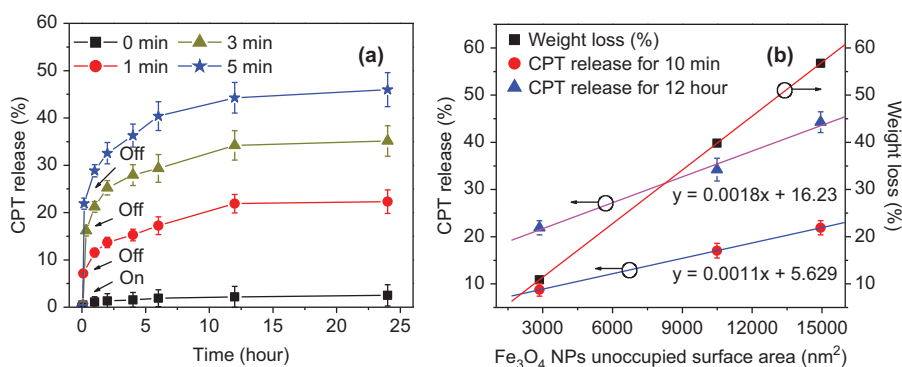 (a)
0 min
3 min
1 min
5 min
60
50
40
30
20
10
0
CPT release (%)
Off
Off
Off
On
0
5
10
15
20
25
Time (hour)
(b)
Weight loss (%)
CPT release for 10 min
CPT release for 12 hour
60
50
40
30
20
10
CPT release (%)
60
50
40
30
20
10
Weight loss (%)
y = 0.0018x + 16.23
y = 0.0011x + 5.629
3000
6000
9000
12000
15000
Fe₃O₄ NPs unoccupied surface area (nm²)